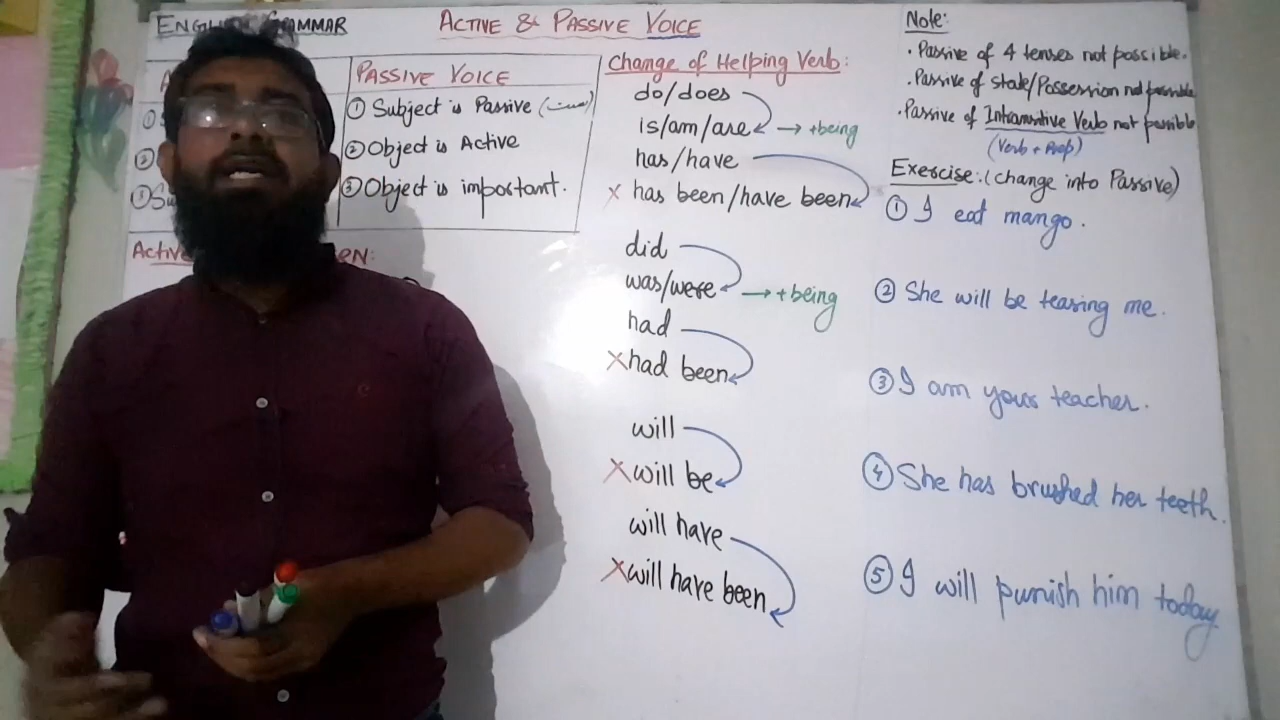 ENGLISH GRAMMAR
ACTIVE & PASSIVE VOICE
PASSIVE VOICE
① Subject is Passive
② Object is Active
③ Object is important.
①
②
Active
Change of Helping Verb:
do/does
is/am/are → +being
has/have
X has been/have been
did
was/were → +being
had
X had been
will
X will be
will have
X will have been
Note:
• Passive of 4 tenses not possible.
• Passive of State/Possession not possible
• Passive of Intransitive Verb not possible
(Verb + Prep)
Exercise: (change into Passive)
① I eat mango.
② She will be teasing me.
③ I am your teacher.
④ She has brushed her teeth.
⑤ I will punish him today